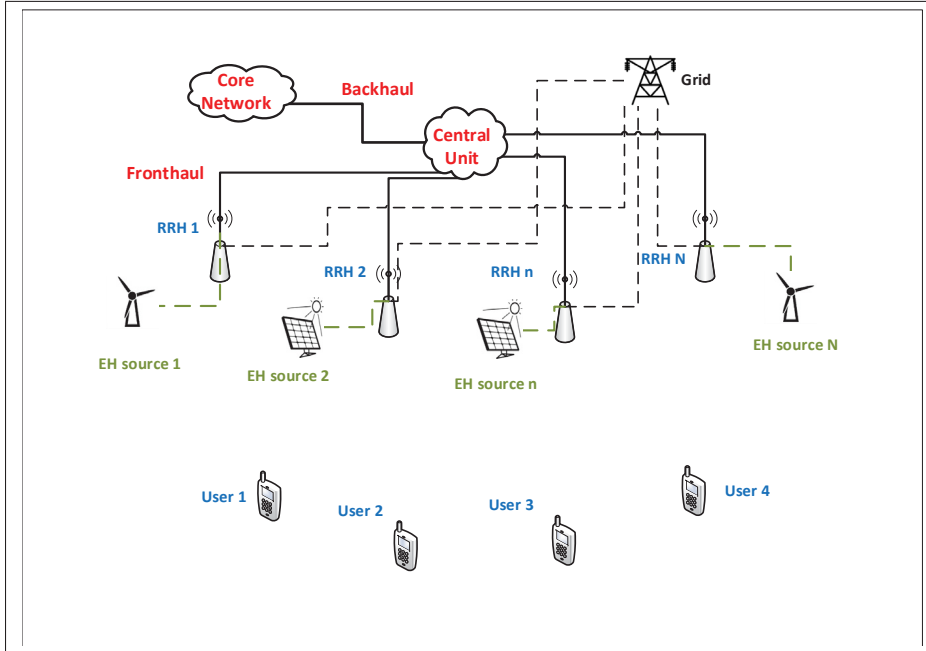 Core
Network
Backhaul
Grid
Central
Unit
Fronthaul
RRH 1
RRH 2
RRH n
RRH N
EH source 1
EH source 2
EH source n
EH source N
User 1
User 2
User 3
User 4